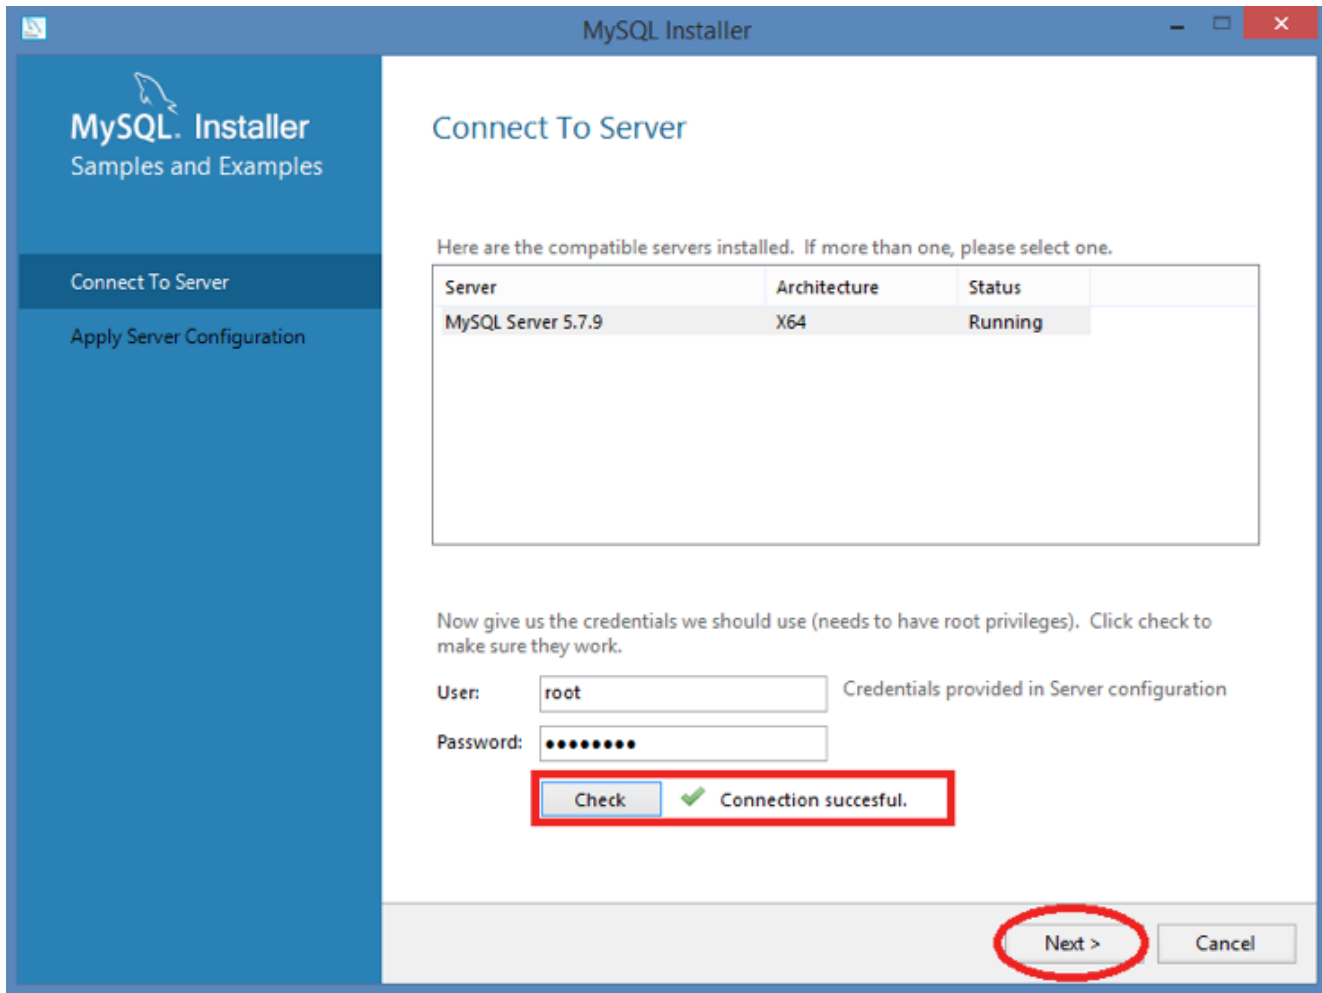 MySQL Installer
MySQL. Installer
Samples and Examples
Connect To Server
Apply Server Configuration
Connect To Server
Here are the compatible servers installed.  If more than one, please select one.
Server Architecture Status
MySQL Server 5.7.9 X64 Running
Now give us the credentials we should use (needs to have root privileges).  Click check to
make sure they work.
User: root Credentials provided in Server configuration
Password: ●●●●●●●●
Check Connection succesful.
Next > Cancel